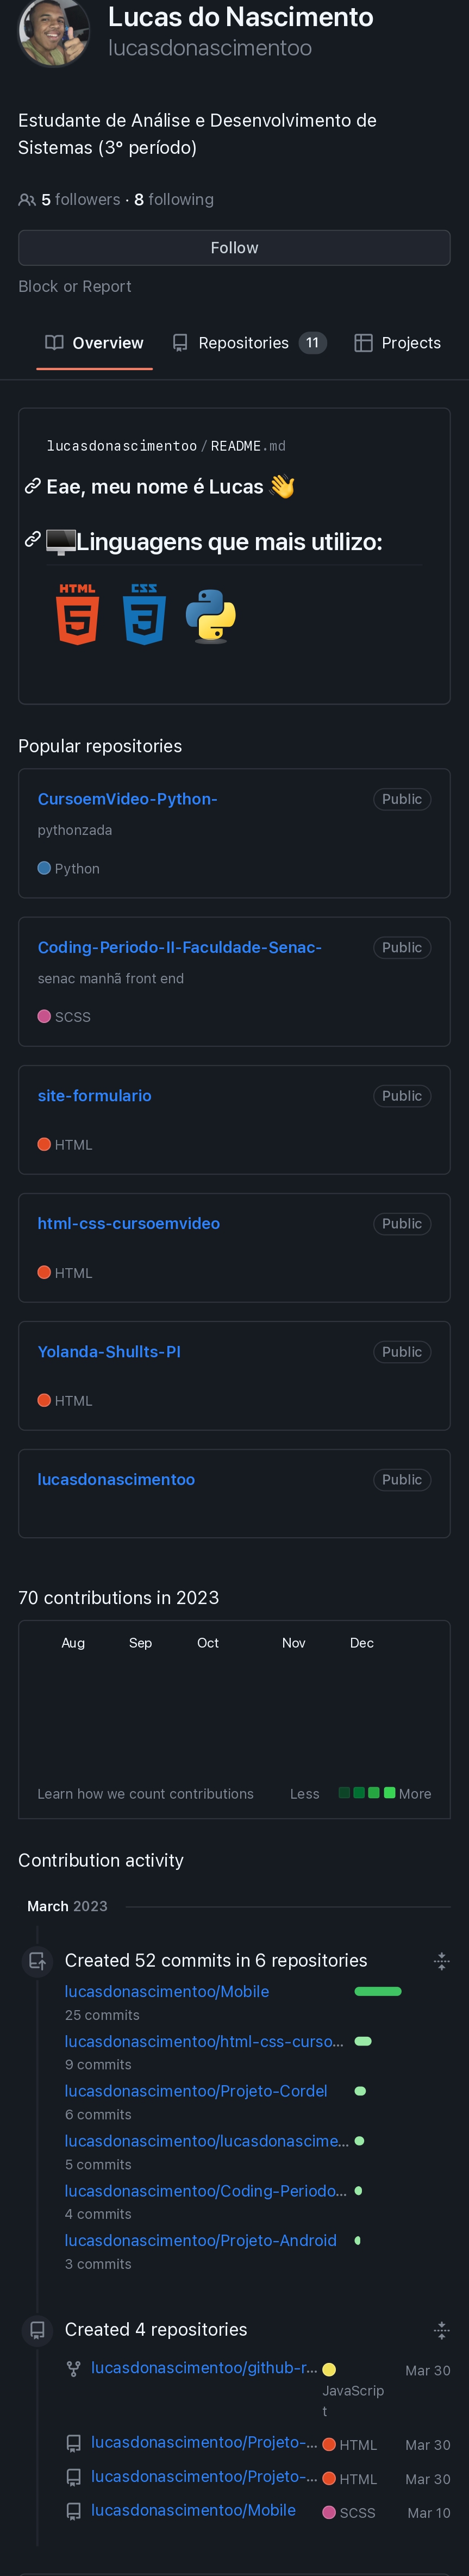 Lucas do Nascimento
lucasdonascimentoo
Estudante de Análise e Desenvolvimento de
Sistemas (3° período)
5 followers · 8 following
Follow
Block or Report
Overview
Repositories 11
Projects
lucasdonascimentoo / README.md
Eae, meu nome é Lucas 👋
🖥️Linguagens que mais utilizo:
HTML 5 CSS 3
Popular repositories
CursoemVideo-Python-
Public
pythonzada
Python
Coding-Periodo-II-Faculdade-Senac-
Public
senac manhã front end
SCSS
site-formulario
Public
HTML
html-css-cursoemvideo
Public
HTML
Yolanda-Shullts-PI
Public
HTML
lucasdonascimentoo
Public
70 contributions in 2023
Aug Sep Oct Nov Dec
Learn how we count contributions
Less More
Contribution activity
March 2023
Created 52 commits in 6 repositories
lucasdonascimentoo/Mobile
25 commits
lucasdonascimentoo/html-css-curso...
9 commits
lucasdonascimentoo/Projeto-Cordel
6 commits
lucasdonascimentoo/lucasdonascime...
5 commits
lucasdonascimentoo/Coding-Periodo...
4 commits
lucasdonascimentoo/Projeto-Android
3 commits
Created 4 repositories
lucasdonascimentoo/github-r...
JavaScrip
t
Mar 30
lucasdonascimentoo/Projeto-...
HTML
Mar 30
lucasdonascimentoo/Projeto-...
HTML
Mar 30
lucasdonascimentoo/Mobile
SCSS
Mar 10